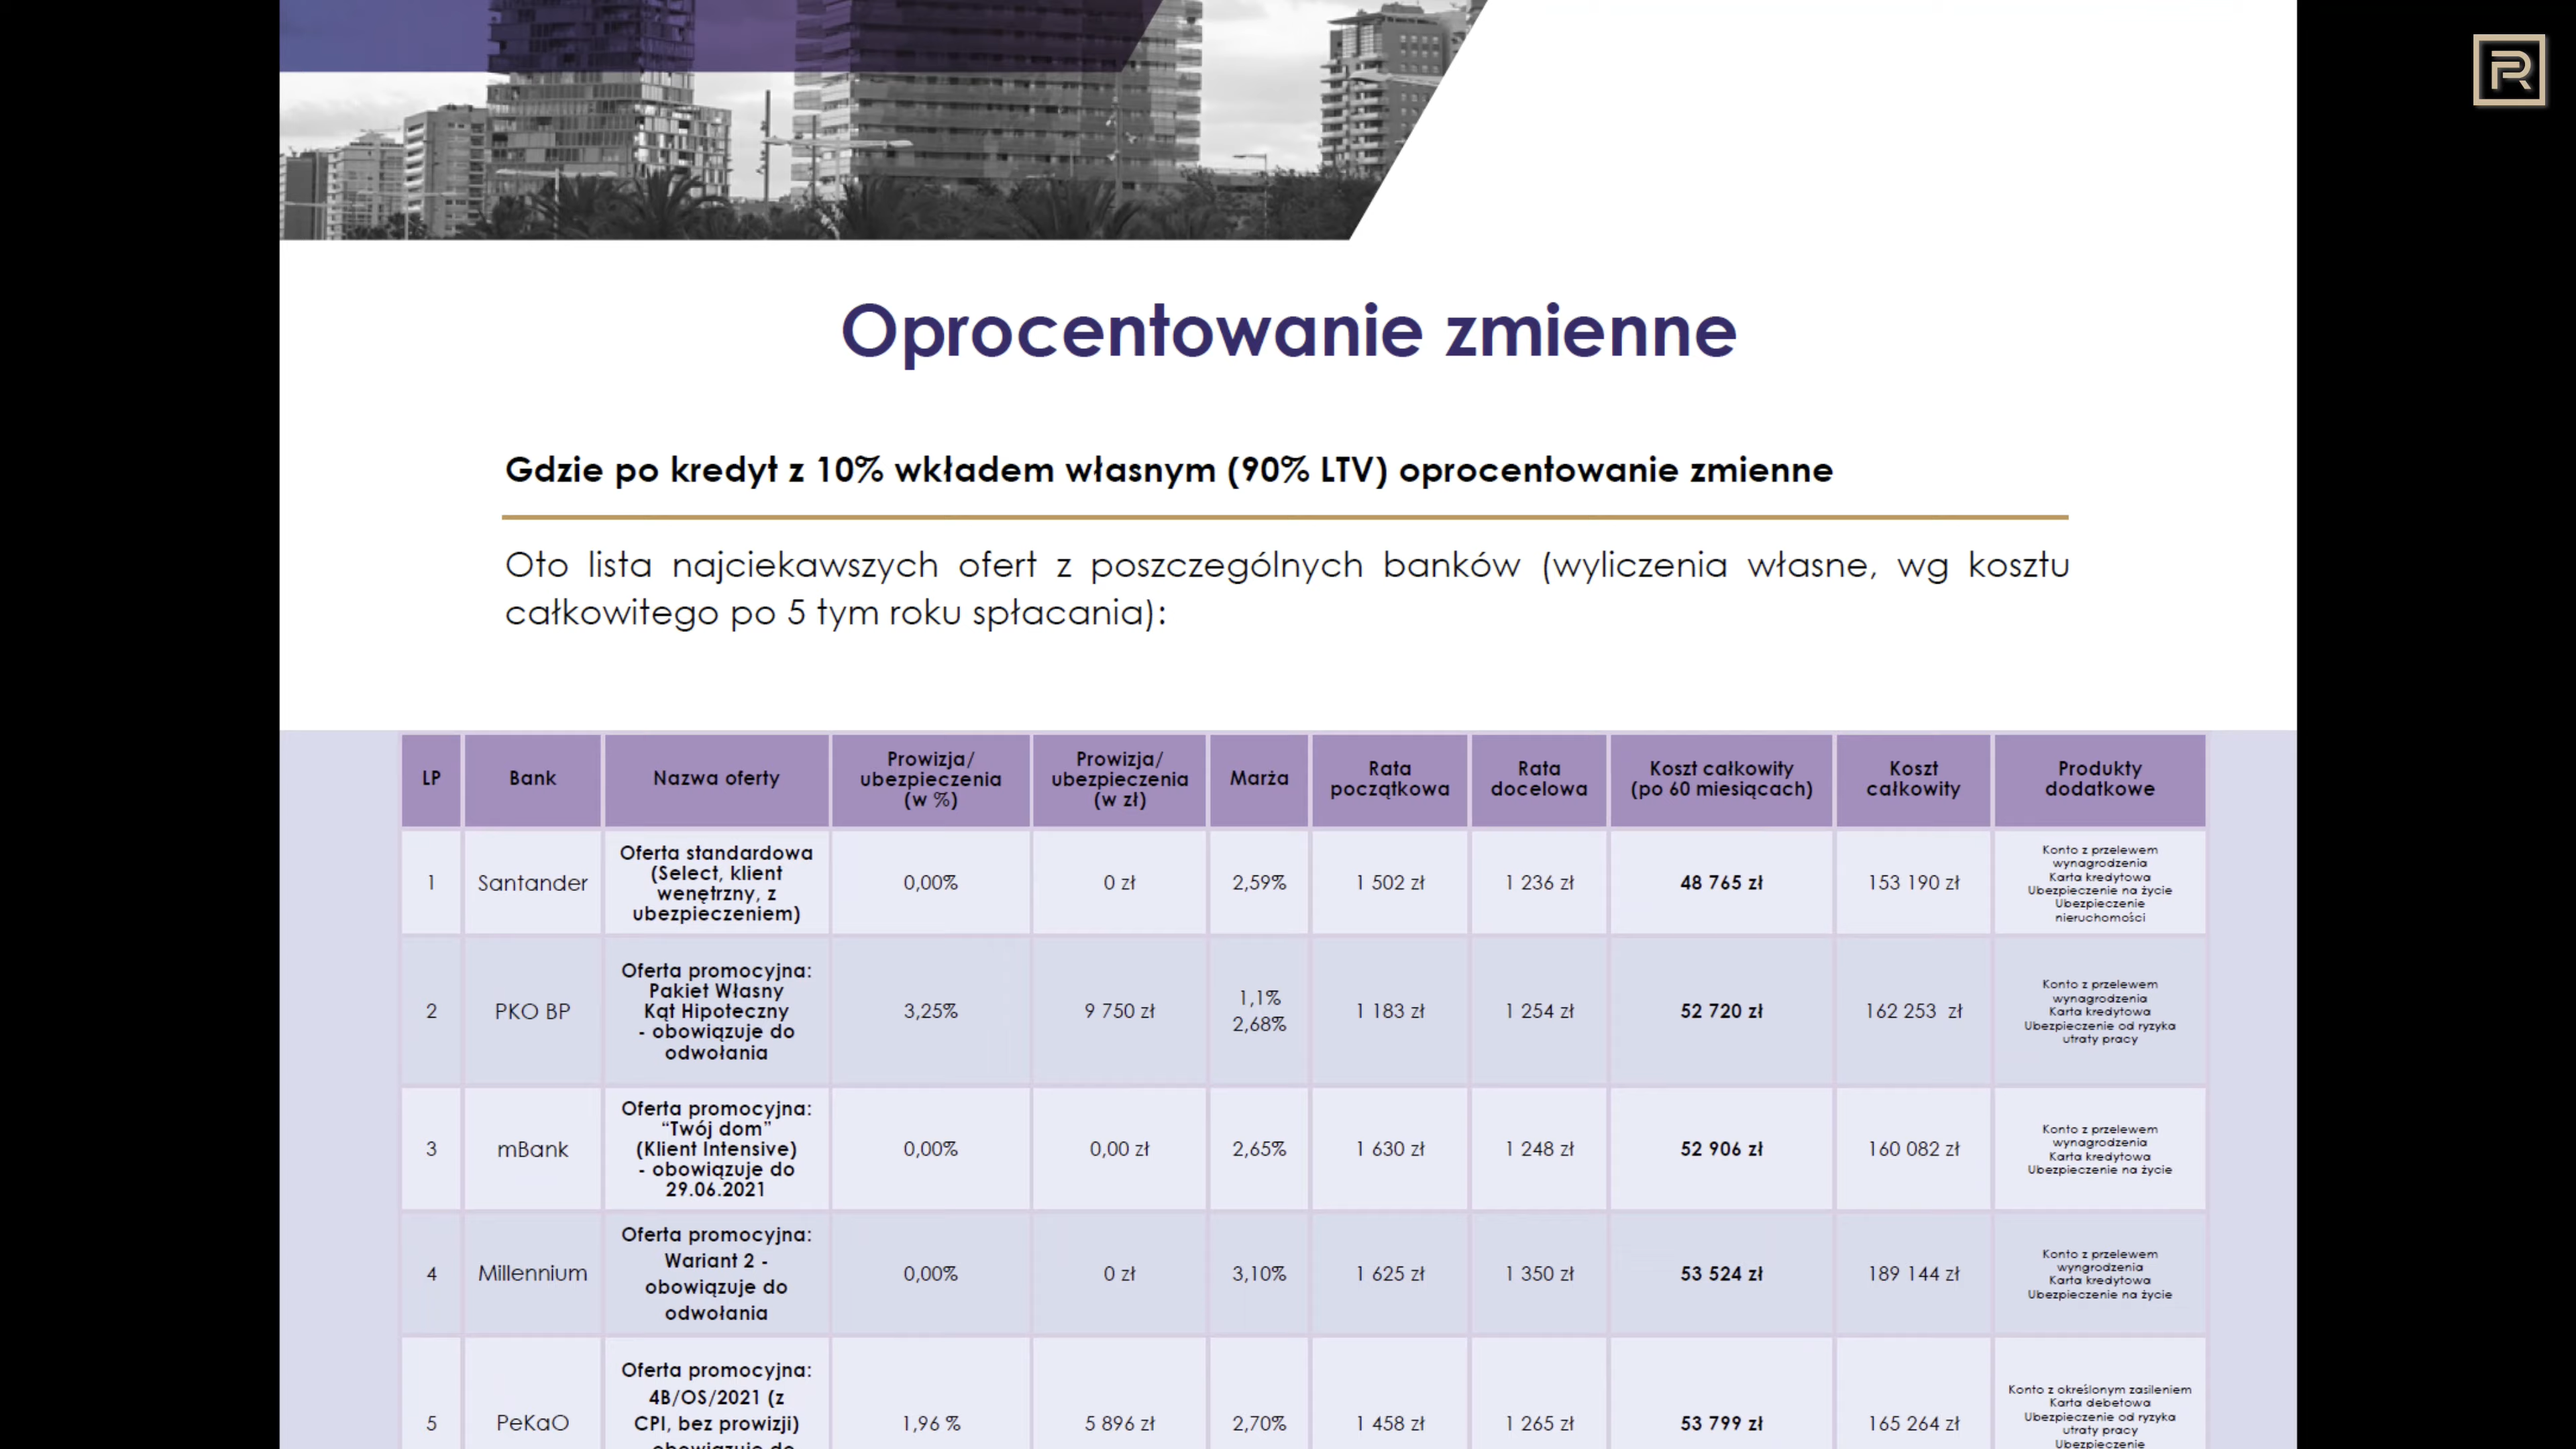 Oprocentowanie zmienne
Gdzie po kredyt z 10% wkładem własnym (90% LTV) oprocentowanie zmienne
Oto lista najciekawszych ofert z poszczególnych banków (wyliczenia własne, wg kosztu
całkowitego po 5 tym roku spłacania):
LP
Bank
Nazwa oferty
Prowizja/
ubezpieczenia
(w %)
Prowizja/
ubezpieczenia
(w zł)
Marża
Rata
początkowa
Rata
docelowa
Koszt całkowity
(po 60 miesiącach)
Koszt
całkowity
Produkty
dodatkowe
1
Santander
Oferta standardowa
(Select, klient
wenętrzny, z
ubezpieczeniem)
0,00%
0 zł
2,59%
1 502 zł
1 236 zł
48 765 zł
153 190 zł
Konto z przelewem
wynagrodzenia
Karta kredytowa
Ubezpieczenie na życie
Ubezpieczenie
nieruchomości
2
PKO BP
Oferta promocyjna:
Pakiet Własny
Kąt Hipoteczny
- obowiązuje do
odwołania
3,25%
9 750 zł
1,1%
2,68%
1 183 zł
1 254 zł
52 720 zł
162 253 zł
Konto z przelewem
wynagrodzenia
Karta kredytowa
Ubezpieczenie od ryzyka
utraty pracy
3
mBank
Oferta promocyjna:
“Twój dom”
(Klient Intensive)
- obowiązuje do
29.06.2021
0,00%
0,00 zł
2,65%
1 630 zł
1 248 zł
52 906 zł
160 082 zł
Konto z przelewem
wynagrodzenia
Karta kredytowa
Ubezpieczenie na życie
4
Millennium
Oferta promocyjna:
Wariant 2 -
obowiązuje do
odwołania
0,00%
0 zł
3,10%
1 625 zł
1 350 zł
53 524 zł
189 144 zł
Konto z przelewem
wyngrodzenia
Karta kredytowa
Ubezpieczenie na życie
5
PeKaO
Oferta promocyjna:
4B/OS/2021 (z
CPI, bez prowizji)
obowiązuje do
1,96 %
5 896 zł
2,70%
1 458 zł
1 265 zł
53 799 zł
165 264 zł
Konto z określonym zasileniem
Karta debetowa
Ubezpieczenie od ryzyka
utraty pracy
Ubezpieczenie